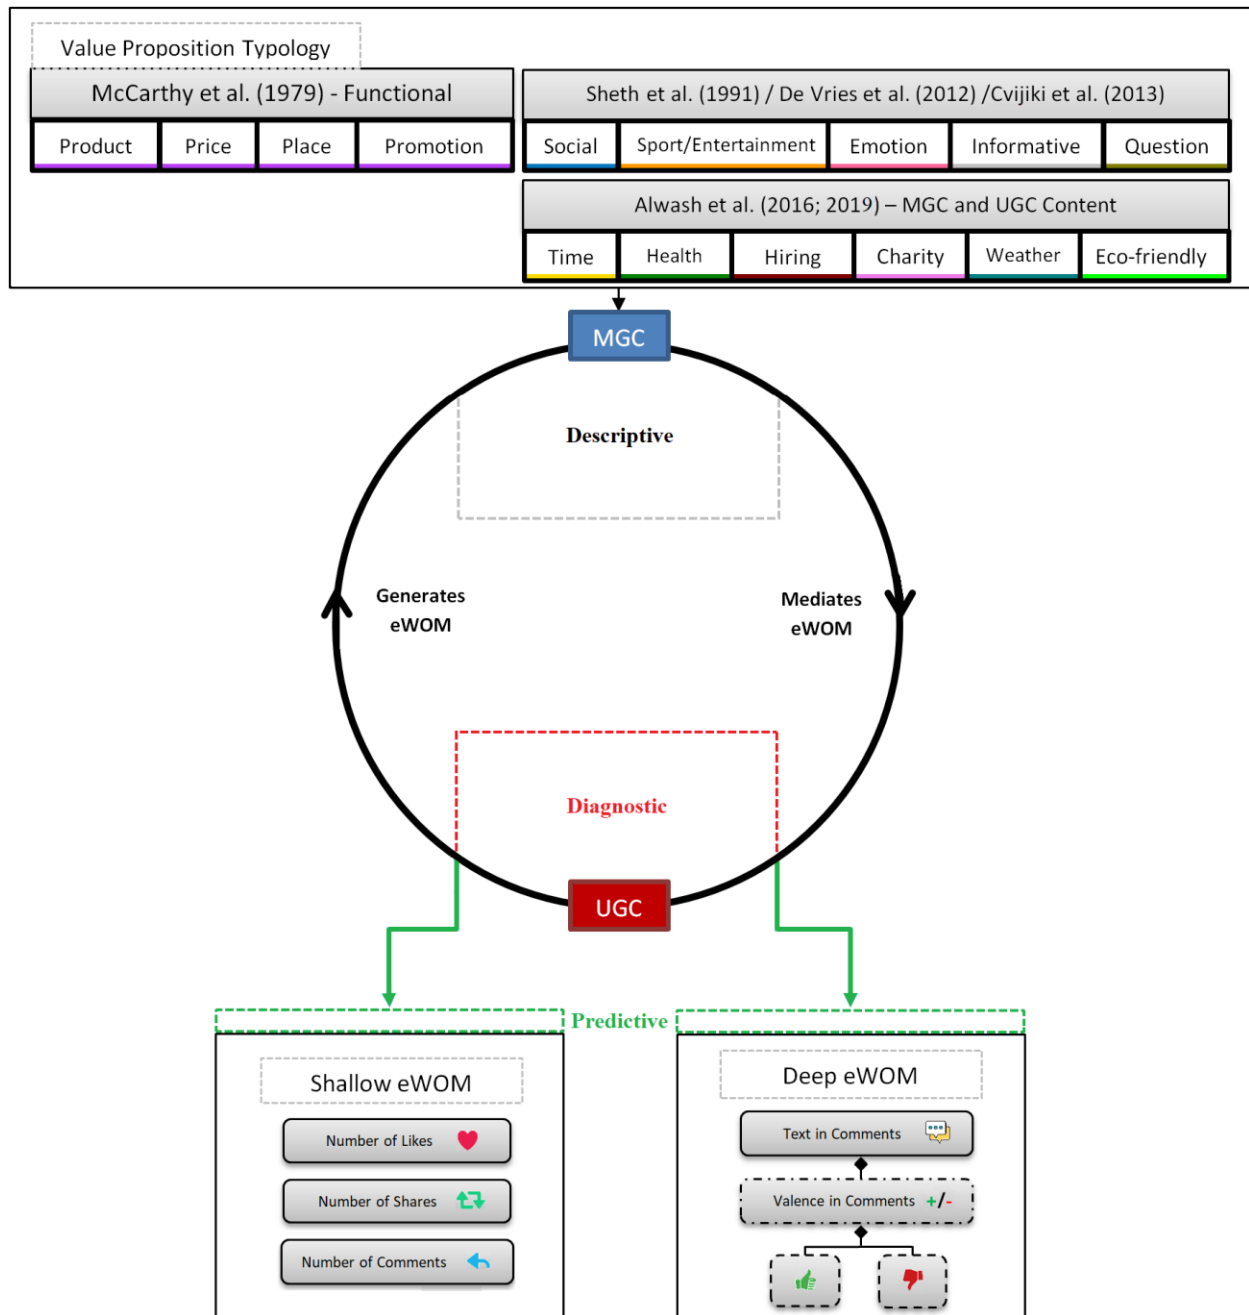 Value Proposition Typology
McCarthy et al. (1979) - Functional
Product Price Place Promotion
Sheth et al. (1991) / De Vries et al. (2012) /Cvijiki et al. (2013)
Social Sport/Entertainment Emotion Informative Question
Alwash et al. (2016; 2019) – MGC and UGC Content
Time Health Hiring Charity Weather Eco-friendly
MGC
Descriptive
Generates
eWOM
Mediates
eWOM
Diagnostic
UGC
Predictive
Shallow eWOM
Number of Likes
Number of Shares
Number of Comments
Deep eWOM
Text in Comments
Valence in Comments +/-